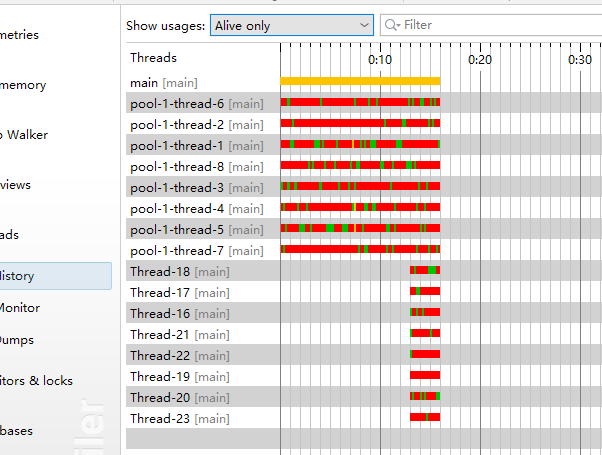 Show usages: Alive only Filter
ometries
Threads 0:10 0:20 0:30
main [main]
memory
pool-1-thread-6 [main]
pool-1-thread-2 [main]
Walker
pool-1-thread-1 [main]
pool-1-thread-8 [main]
views
pool-1-thread-3 [main]
pool-1-thread-4 [main]
ads
pool-1-thread-5 [main]
pool-1-thread-7 [main]
History
Thread-18 [main]
Thread-17 [main]
Monitor
Thread-16 [main]
Thread-21 [main]
Dumps
Thread-22 [main]
Thread-19 [main]
itors & locks
Thread-20 [main]
Thread-23 [main]
bases
iler